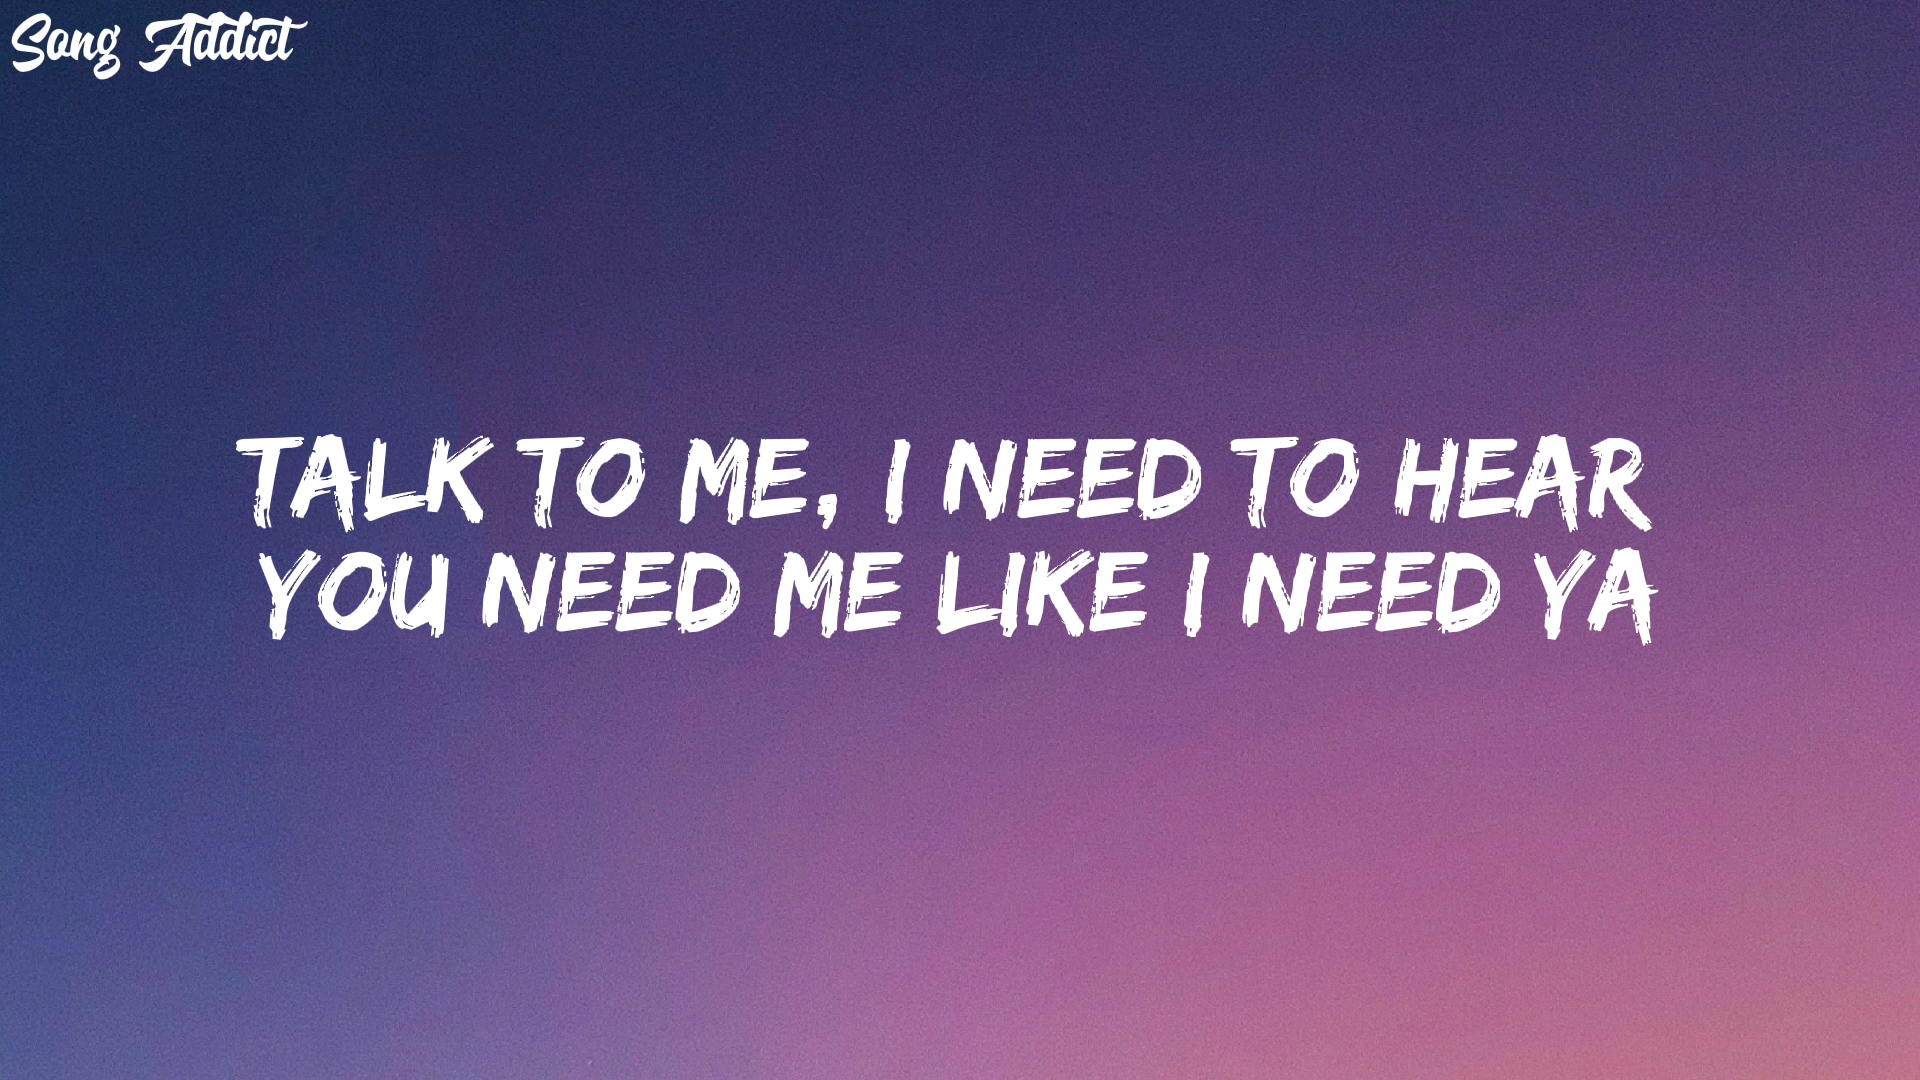 Song Addict
TALK TO ME, I NEED TO HEAR
YOU NEED ME LIKE I NEED YA